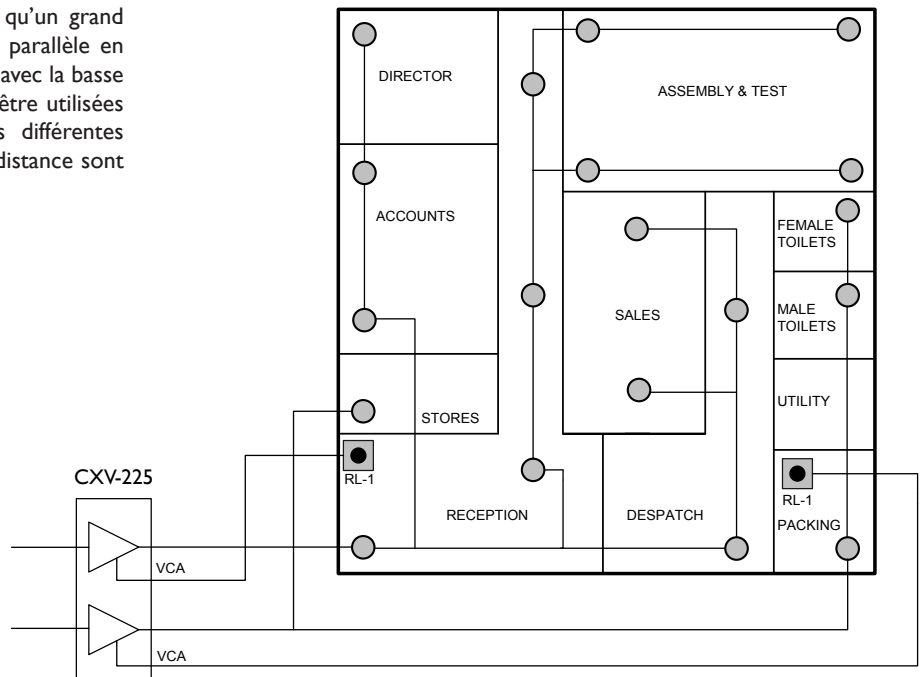 qu’un grand
parallèle en
avec la basse
être utilisées
s différentes
distance sont
DIRECTOR
ASSEMBLY & TEST
ACCOUNTS
FEMALE
TOILETS
SALES
MALE
TOILETS
STORES
UTILITY
RL-1
RL-1
RECEPTION
DESPATCH
PACKING
CXV-225
VCA
VCA